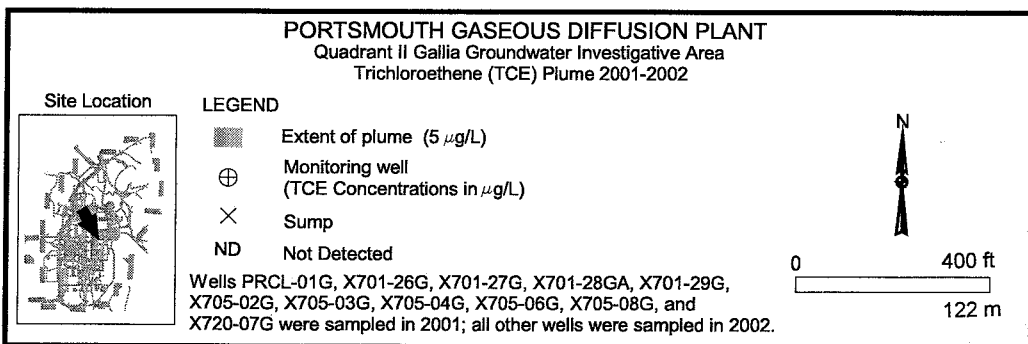 PORTSMOUTH GASEOUS DIFFUSION PLANT
Quadrant II Gallia Groundwater Investigative Area
Trichloroethene (TCE) Plume 2001-2002
Site Location
LEGEND
Extent of plume (5 µg/L)
Monitoring well
(TCE Concentrations in µg/L)
Sump
ND Not Detected
Wells PRCL-01G, X701-26G, X701-27G, X701-28GA, X701-29G,
X705-02G, X705-03G, X705-04G, X705-06G, X705-08G, and
X720-07G were sampled in 2001; all other wells were sampled in 2002.
N
0 400 ft
122 m